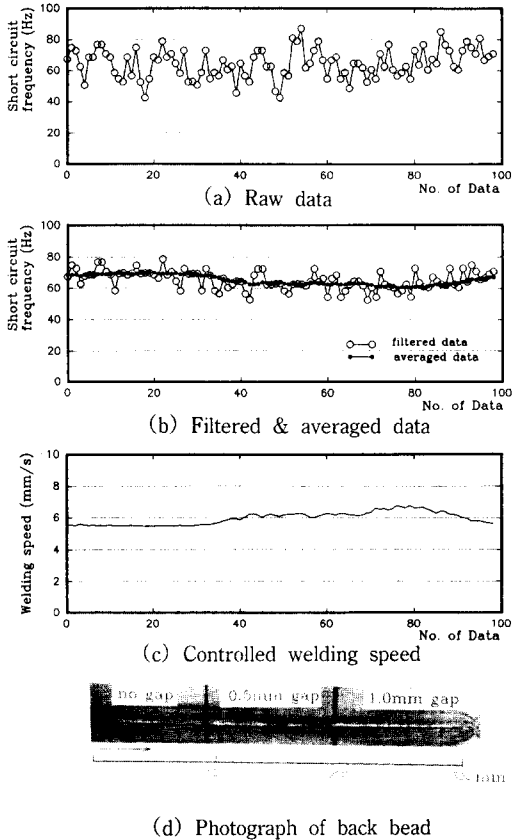 Short circuit
frequency (Hz)
100
80
60
40
20
0
0 20 40 60 80 100
No. of Data
(a) Raw data
Short circuit
frequency (Hz)
100
80
60
40
20
0
filtered data
averaged data
0 20 40 60 80 100
No. of Data
(b) Filtered & averaged data
Welding speed (mm/s)
10
8
6
4
2
0
0 20 40 60 80 100
No. of Data
(c) Controlled welding speed
no gap 0.5mm gap 1.0mm gap
mm
(d) Photograph of back bead